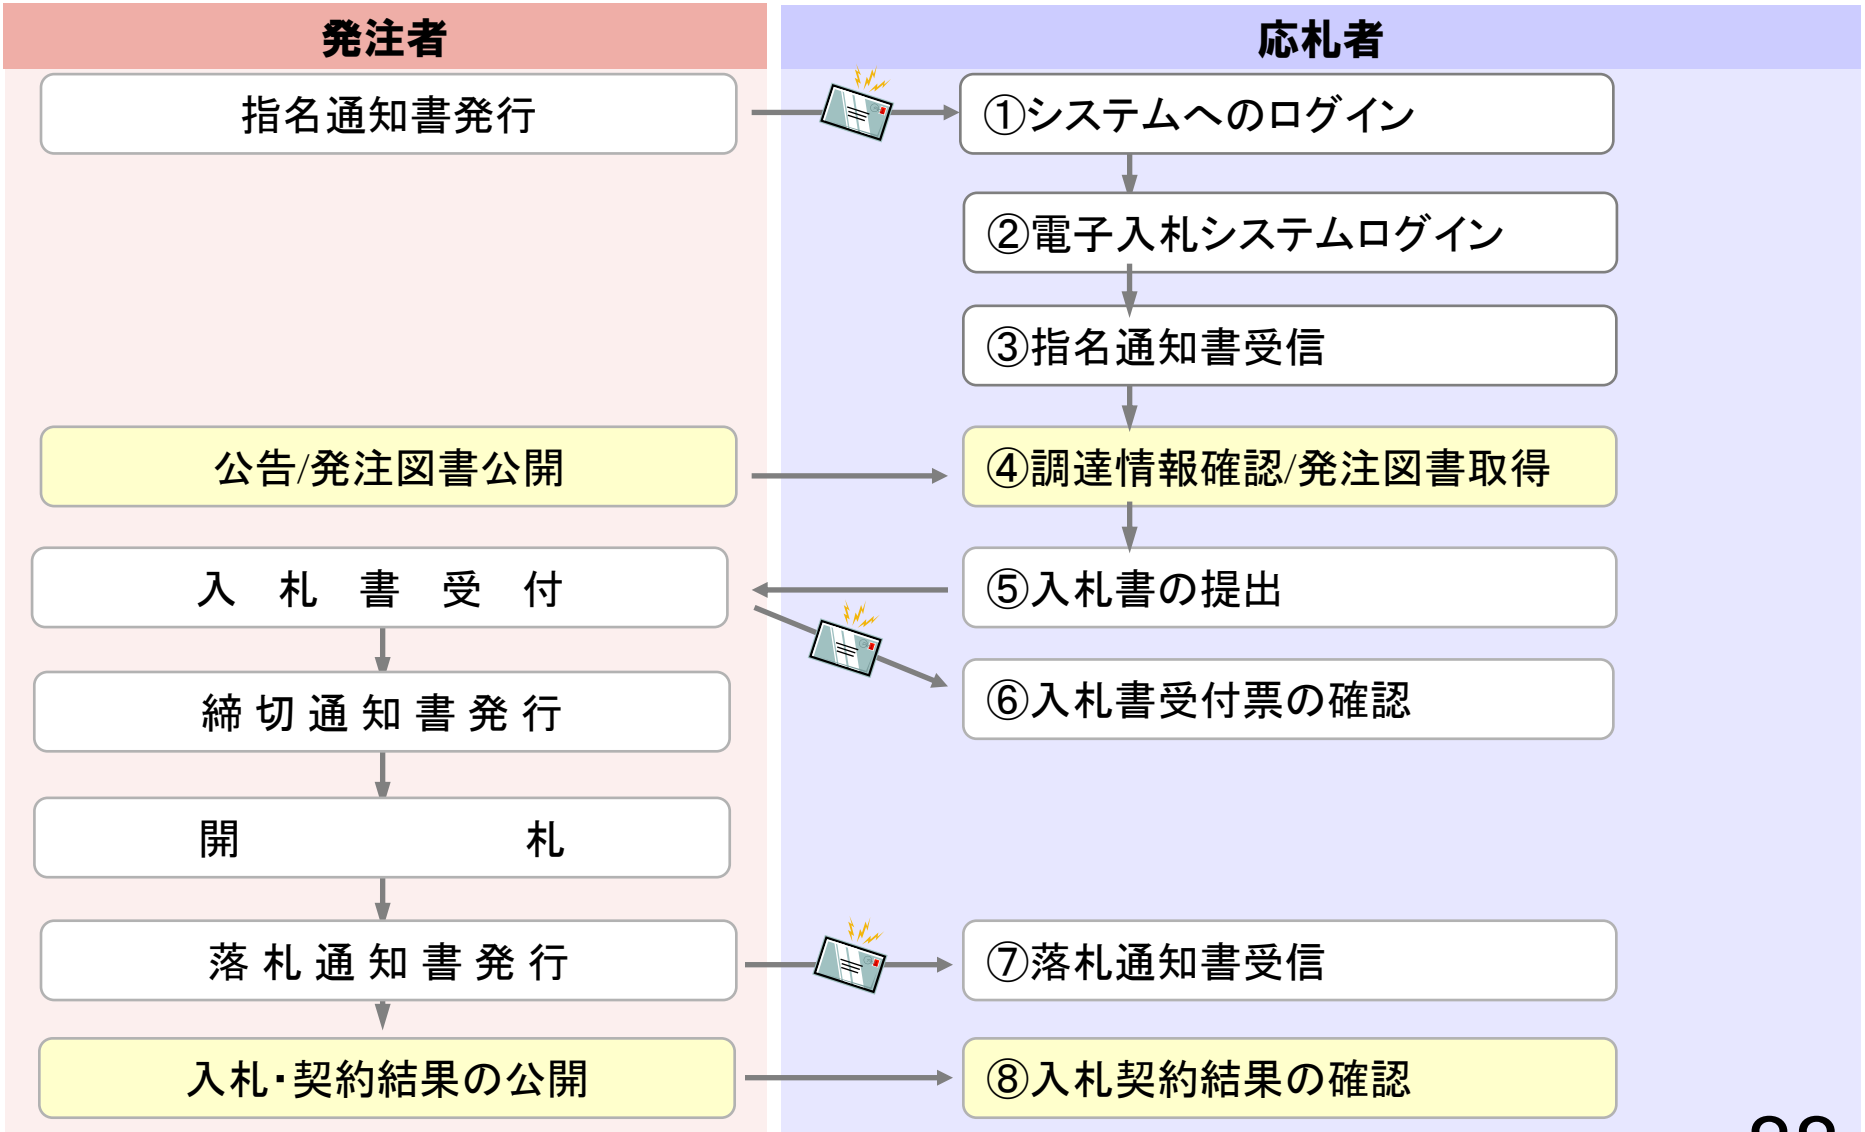 発注者
応札者
指名通知書発行
①システムへのログイン
②電子入札システムログイン
③指名通知書受信
公告/発注図書公開
④調達情報確認/発注図書取得
入 札 書 受 付
⑤入札書の提出
締切通知書発行
⑥入札書受付票の確認
開 札
落札通知書発行
⑦落札通知書受信
入札・契約結果の公開
⑧入札契約結果の確認